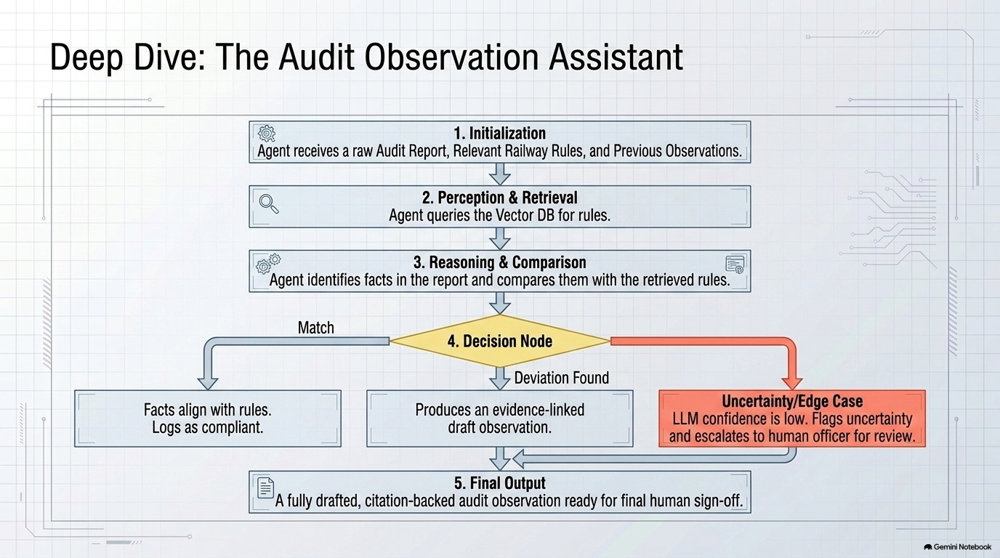 Deep Dive: The Audit Observation Assistant
1. Initialization
Agent receives a raw Audit Report, Relevant Railway Rules, and Previous Observations.
2. Perception & Retrieval
Agent queries the Vector DB for rules.
3. Reasoning & Comparison
Agent identifies facts in the report and compares them with the retrieved rules.
Match
4. Decision Node
Deviation Found
Facts align with rules.
Logs as compliant.
Produces an evidence-linked
draft observation.
Uncertainty/Edge Case
LLM confidence is low. Flags uncertainty
and escalates to human officer for review.
5. Final Output
A fully drafted, citation-backed audit observation ready for final human sign-off.
Gemini Notebook